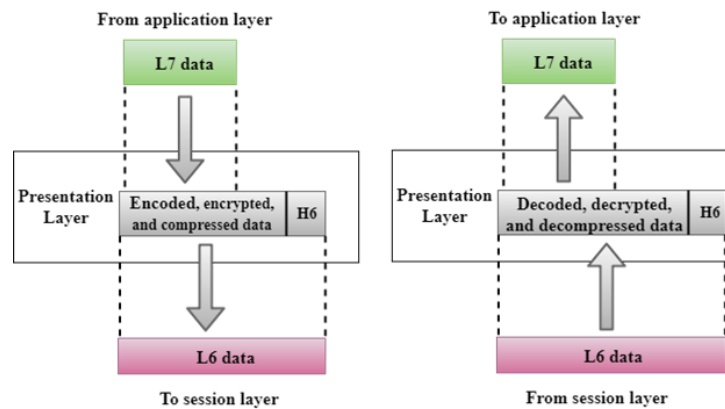 From application layer
L7 data
Presentation
Layer
Encoded, encrypted,
and compressed data
H6
L6 data
To session layer
To application layer
L7 data
Presentation
Layer
Decoded, decrypted,
and decompressed data
H6
L6 data
From session layer